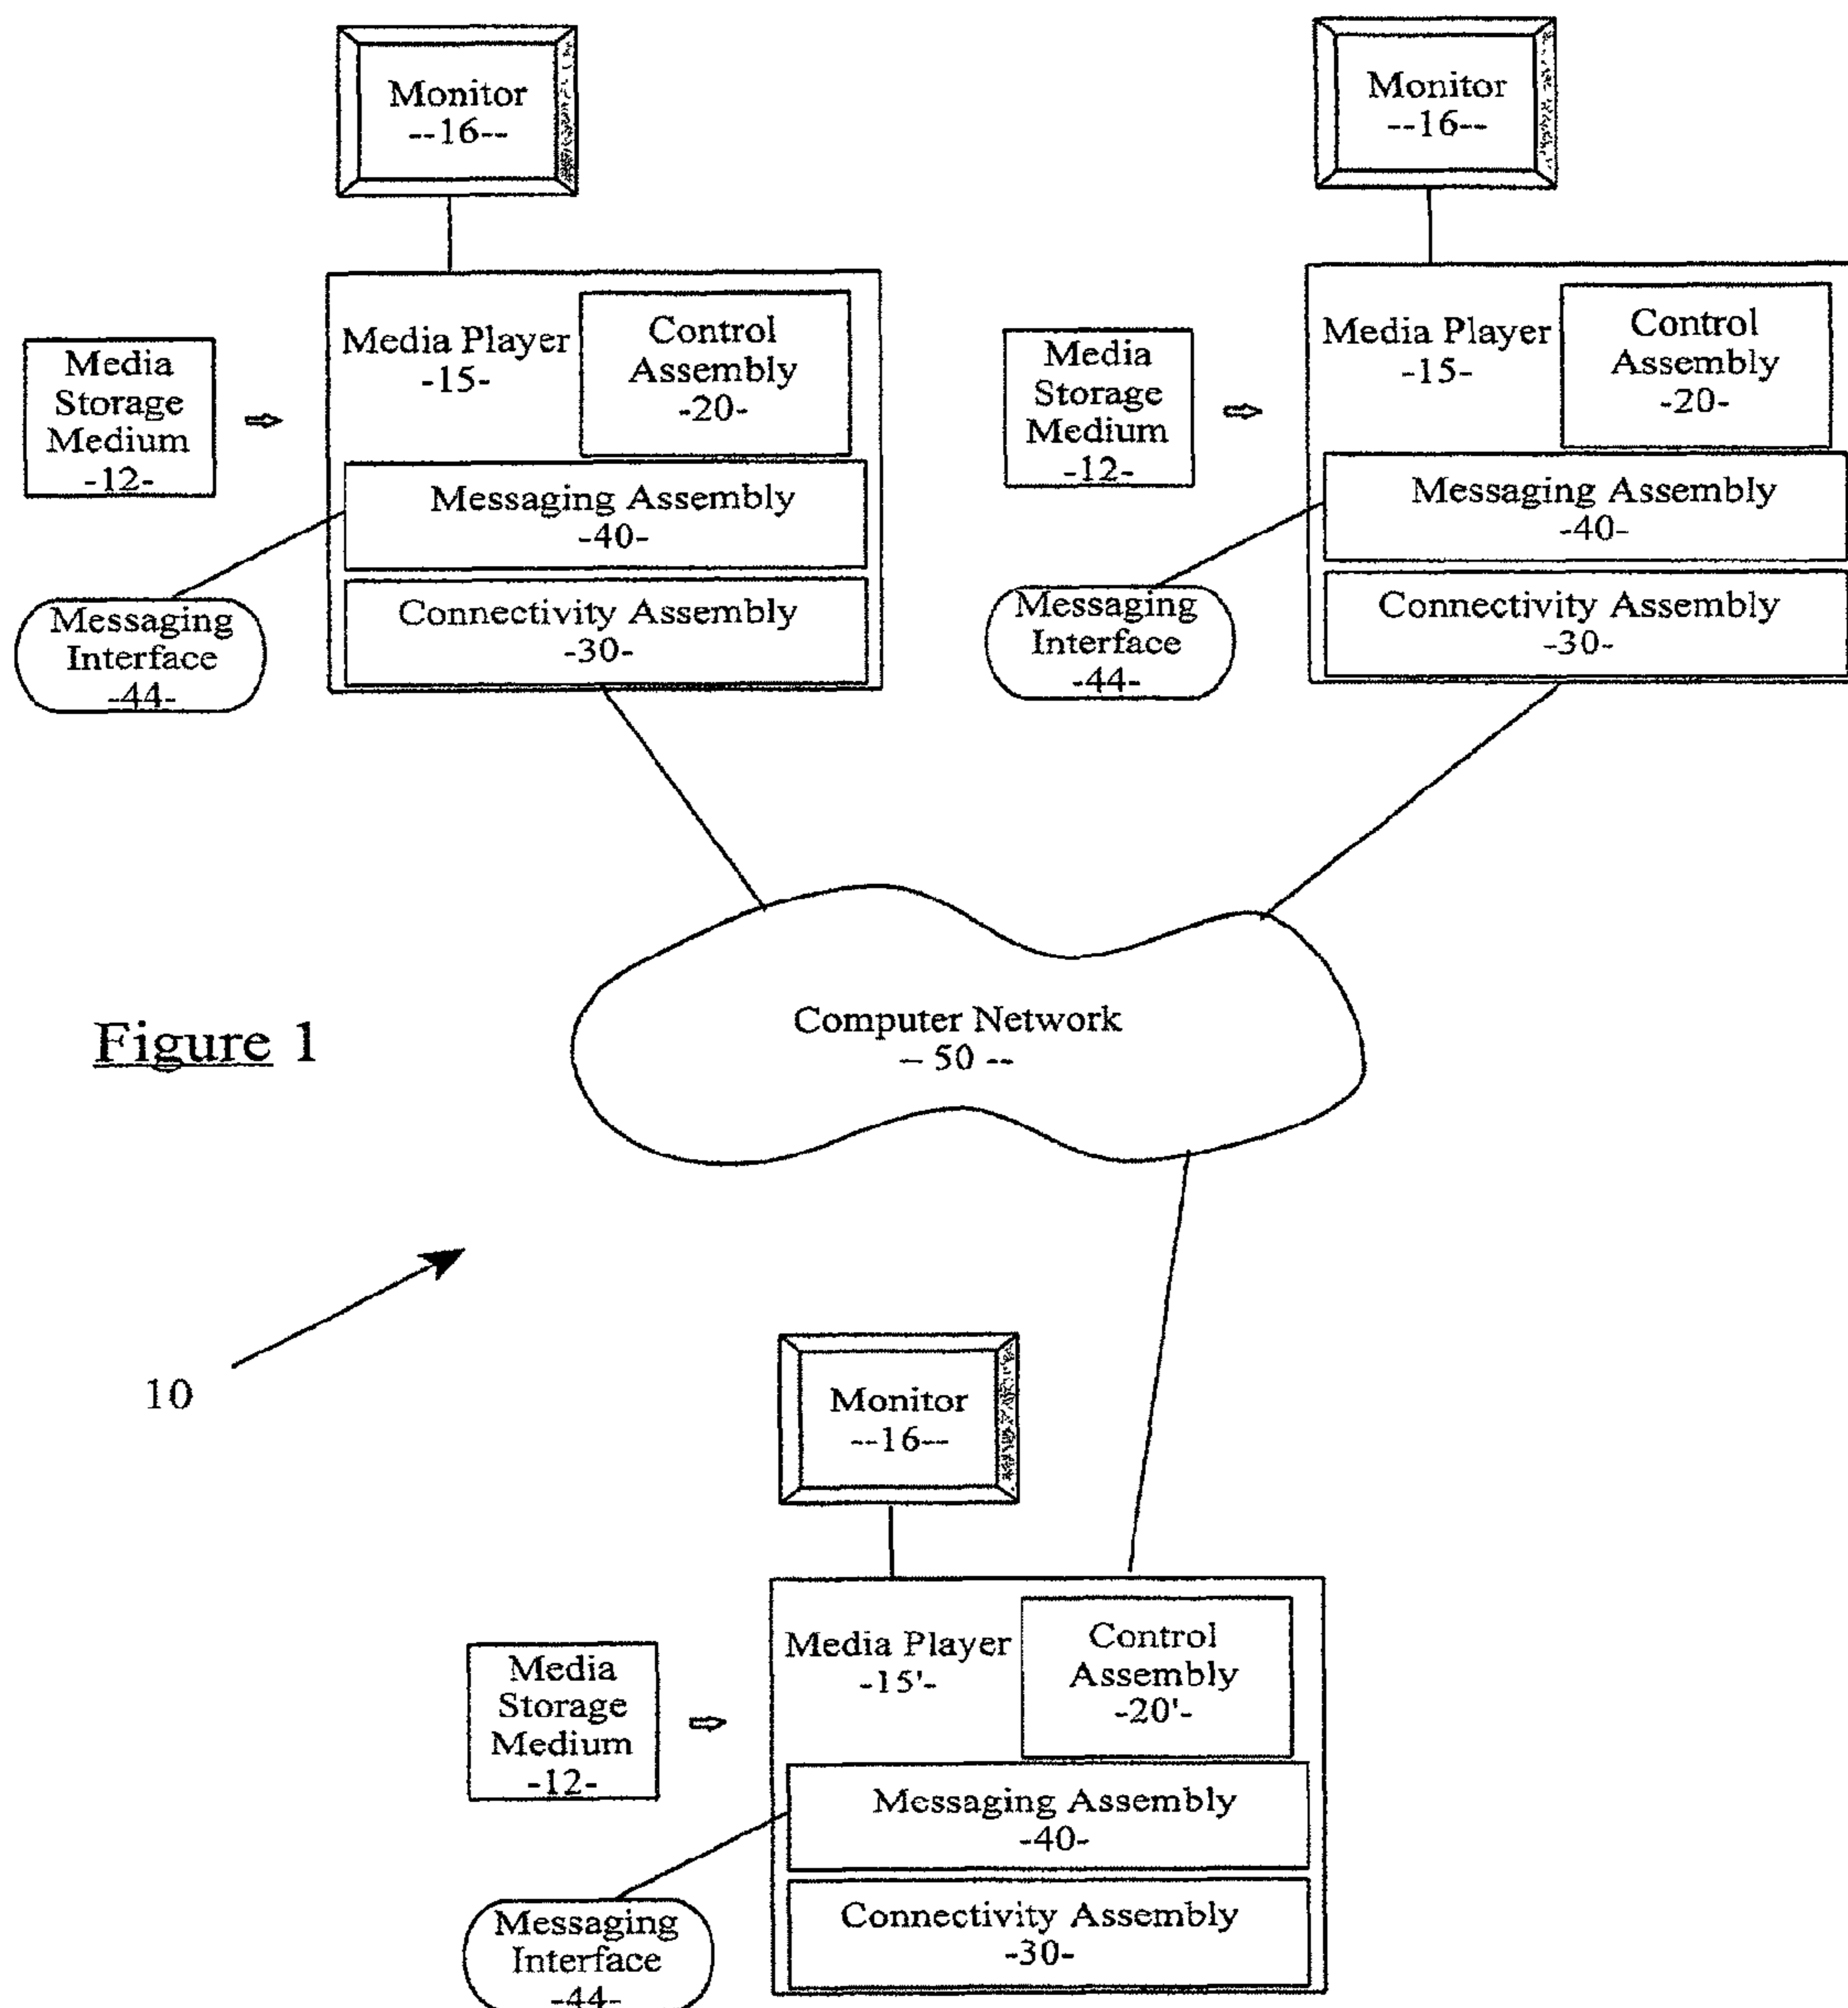 Monitor
--16--
Media Player
-15-
Control
Assembly
-20-
Media
Storage
Medium
-12-
Messaging Assembly
-40-
Messaging
Interface
-44-
Connectivity Assembly
-30-
Monitor
--16--
Media Player
-15-
Control
Assembly
-20-
Media
Storage
Medium
-12-
Messaging Assembly
-40-
Messaging
Interface
-44-
Connectivity Assembly
-30-
Figure 1
Computer Network
– 50 --
10
Monitor
--16--
Media Player
-15'-
Control
Assembly
-20'-
Media
Storage
Medium
-12-
Messaging Assembly
-40-
Messaging
Interface
-44-
Connectivity Assembly
-30-